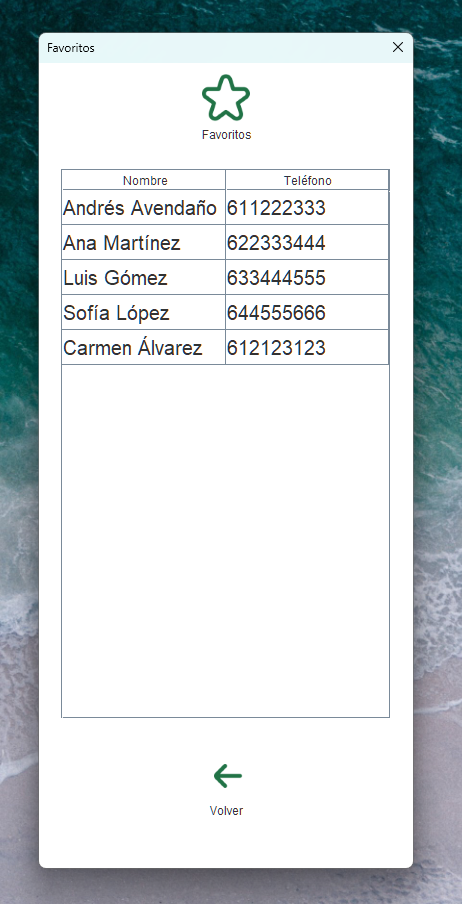 Favoritos
Favoritos
Nombre Teléfono
Andrés Avendaño 611222333
Ana Martínez 622333444
Luis Gómez 633444555
Sofía López 644555666
Carmen Álvarez 612123123
Volver